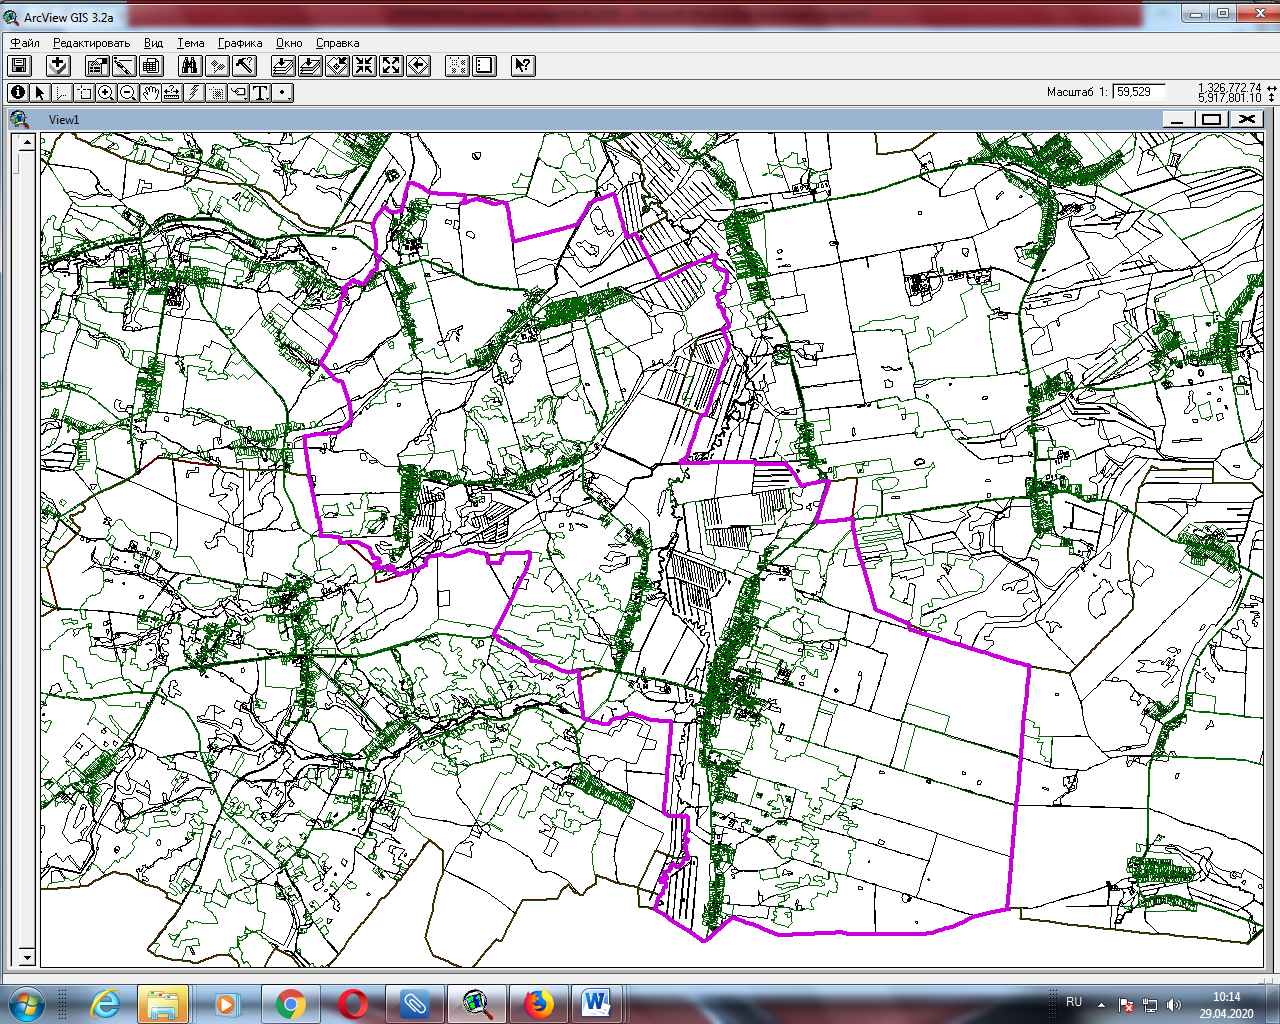 ArcView GIS 3.2a
Файл Редактировать Вид Тема Графика Окно Справка
Масштаб 1: 59,529
1,326,772.74
5,917,801.10
View1
RU
10:14
29.04.2020